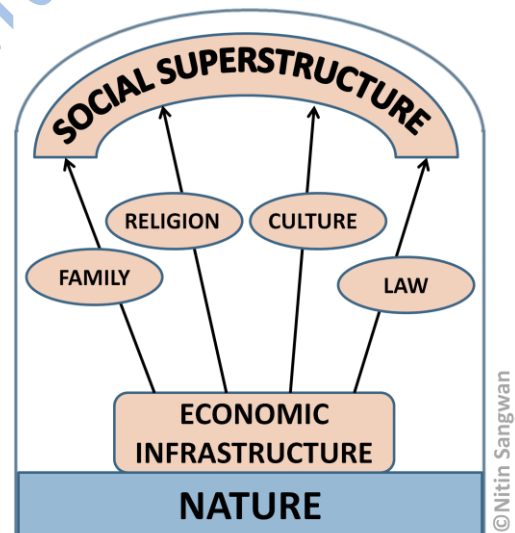 SOCIAL SUPERSTRUCTURE
RELIGION
CULTURE
FAMILY
LAW
ECONOMIC
INFRASTRUCTURE
NATURE
©Nitin Sangwan